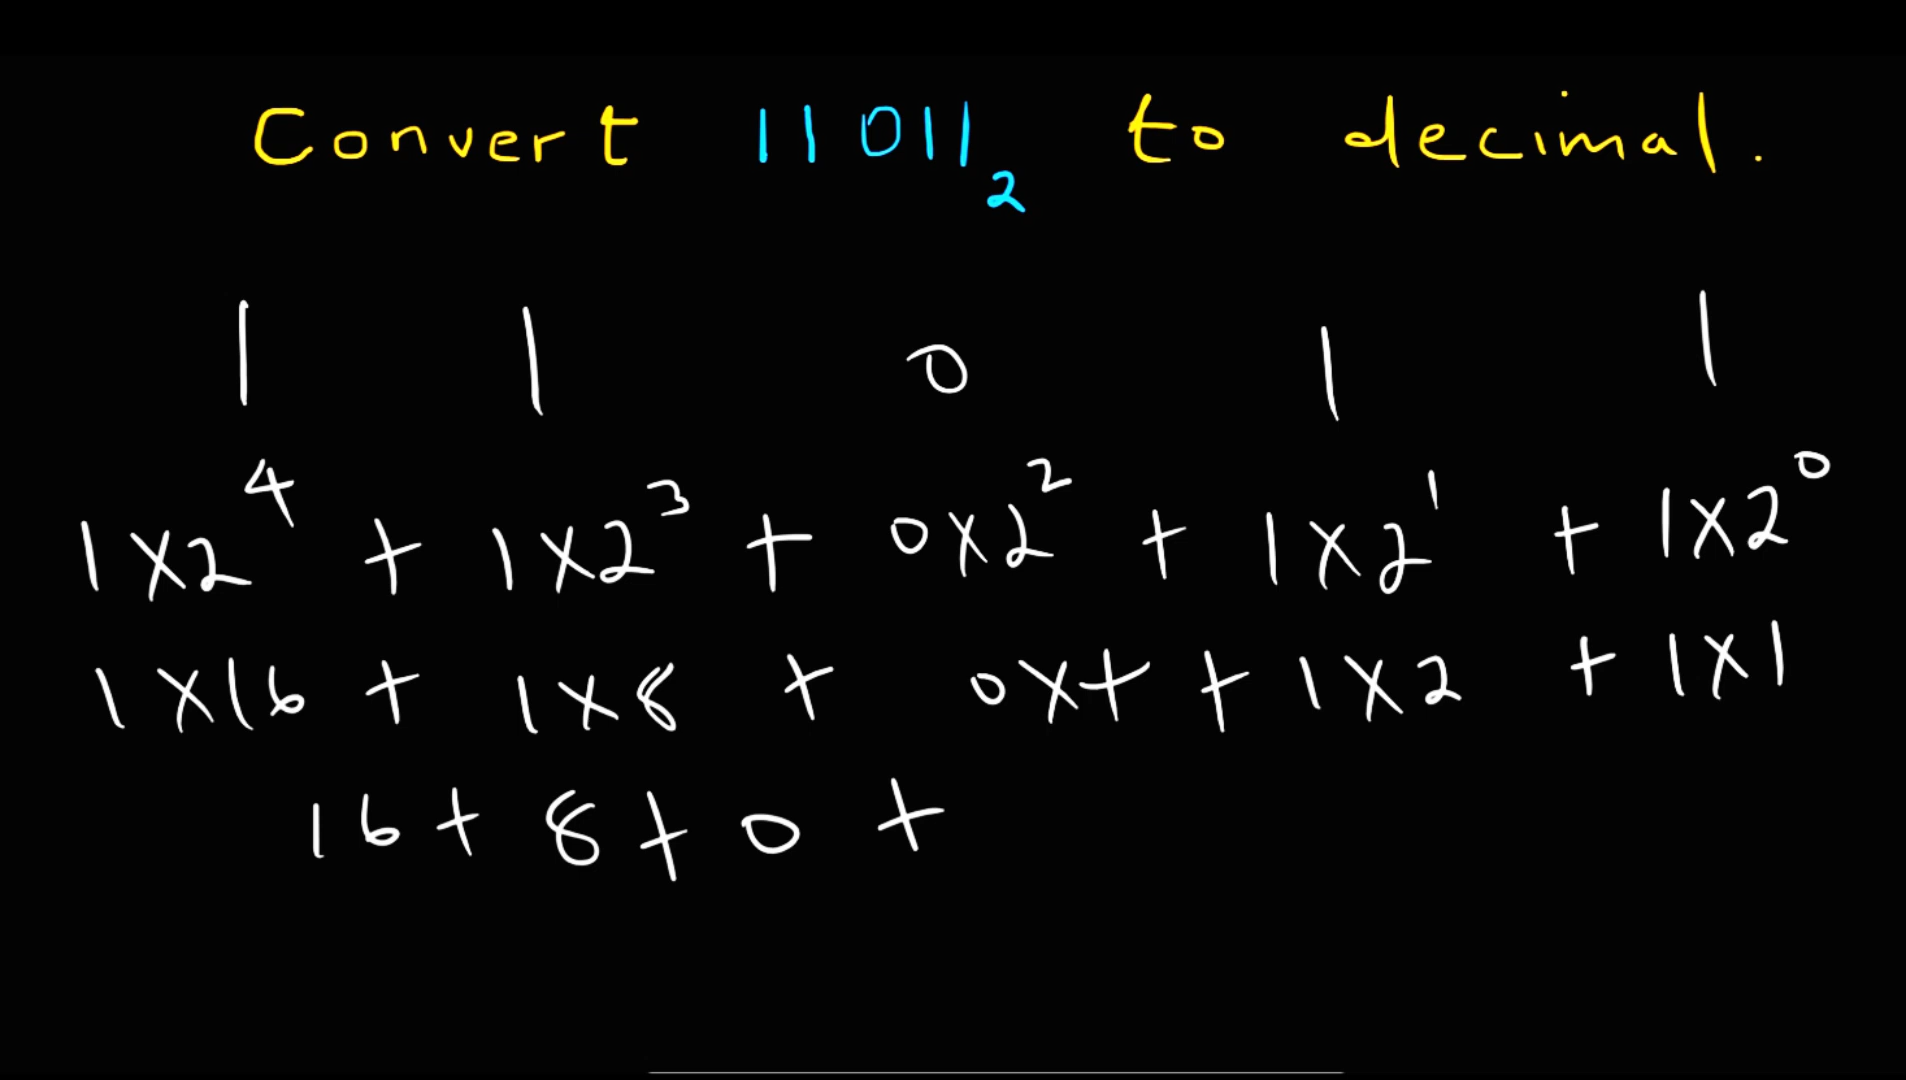 Convert 11011₂ to decimal.
1 1 0 1 1
1x2⁴ + 1x2³ + 0x2² + 1x2¹ + 1x2⁰
1x16 + 1x8 + 0x4 + 1x2 + 1x1
16 + 8 + 0 +